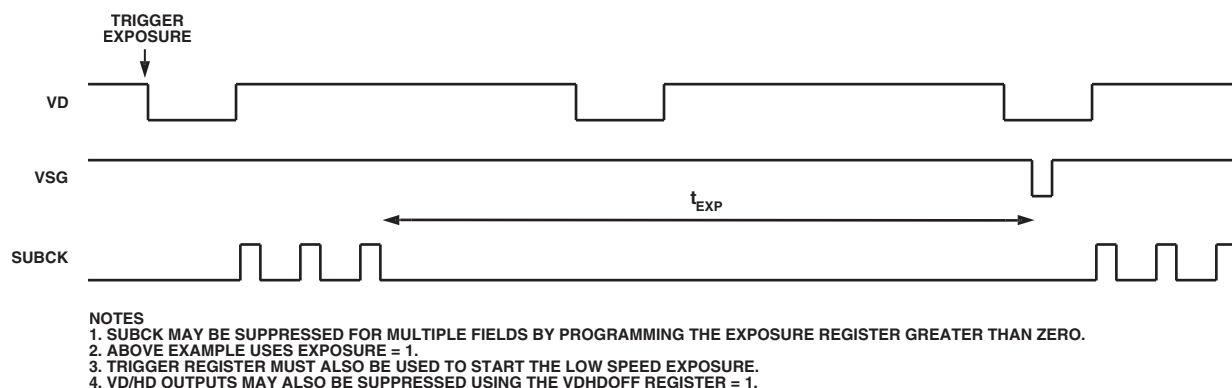 TRIGGER
EXPOSURE
VD
VSG
tEXP
SUBCK
NOTES
1. SUBCK MAY BE SUPPRESSED FOR MULTIPLE FIELDS BY PROGRAMMING THE EXPOSURE REGISTER GREATER THAN ZERO.
2. ABOVE EXAMPLE USES EXPOSURE = 1.
3. TRIGGER REGISTER MUST ALSO BE USED TO START THE LOW SPEED EXPOSURE.
4. VD/HD OUTPUTS MAY ALSO BE SUPPRESSED USING THE VDHDOFF REGISTER = 1.